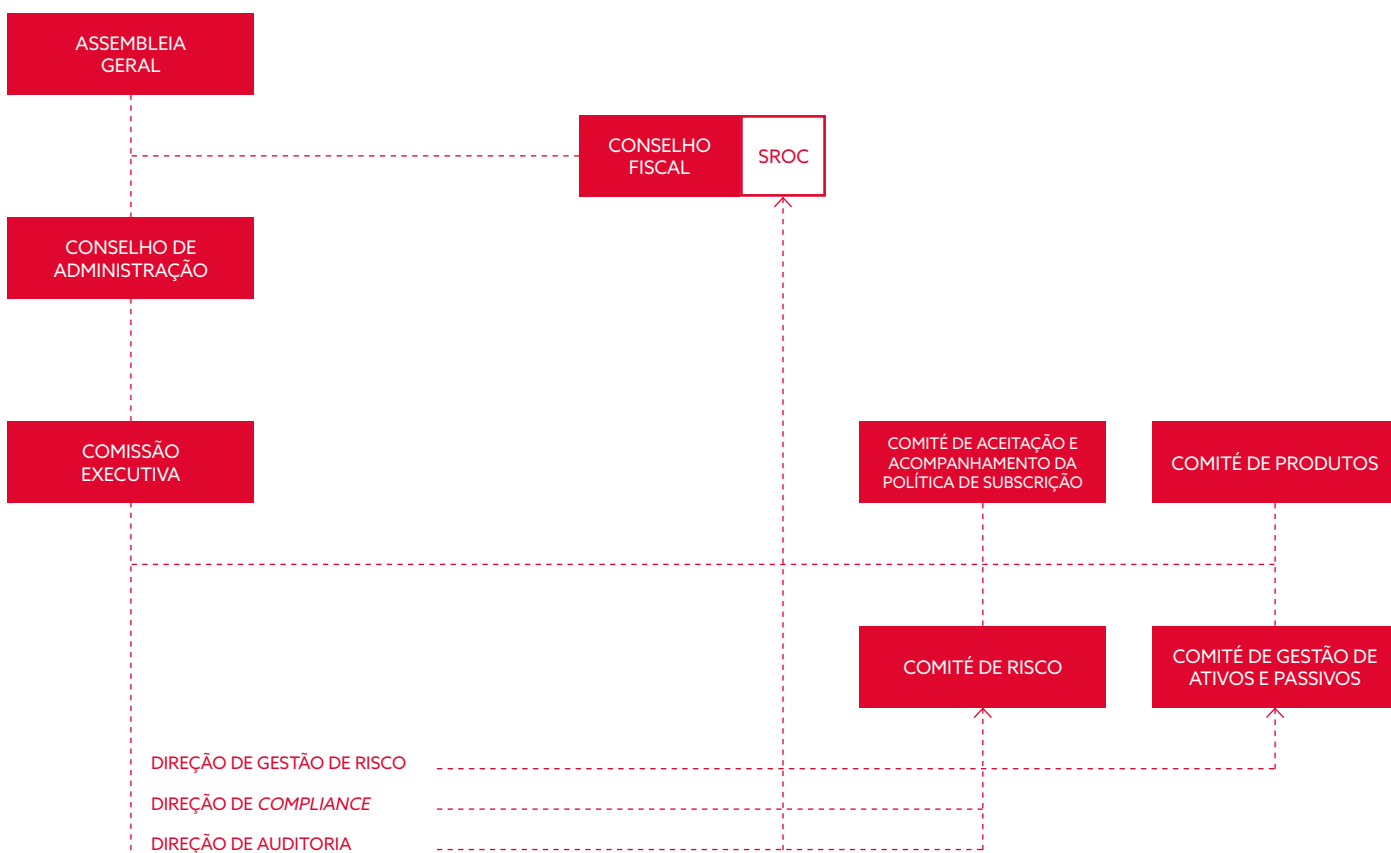 ASSEMBLEIA
GERAL
CONSELHO
FISCAL
SROC
CONSELHO DE
ADMINISTRAÇÃO
COMISSÃO
EXECUTIVA
COMITÉ DE ACEITAÇÃO E
ACOMPANHAMENTO DA
POLÍTICA DE SUBSCRIÇÃO
COMITÉ DE PRODUTOS
COMITÉ DE RISCO
COMITÉ DE GESTÃO DE
ATIVOS E PASSIVOS
DIREÇÃO DE GESTÃO DE RISCO
DIREÇÃO DE COMPLIANCE
DIREÇÃO DE AUDITORIA